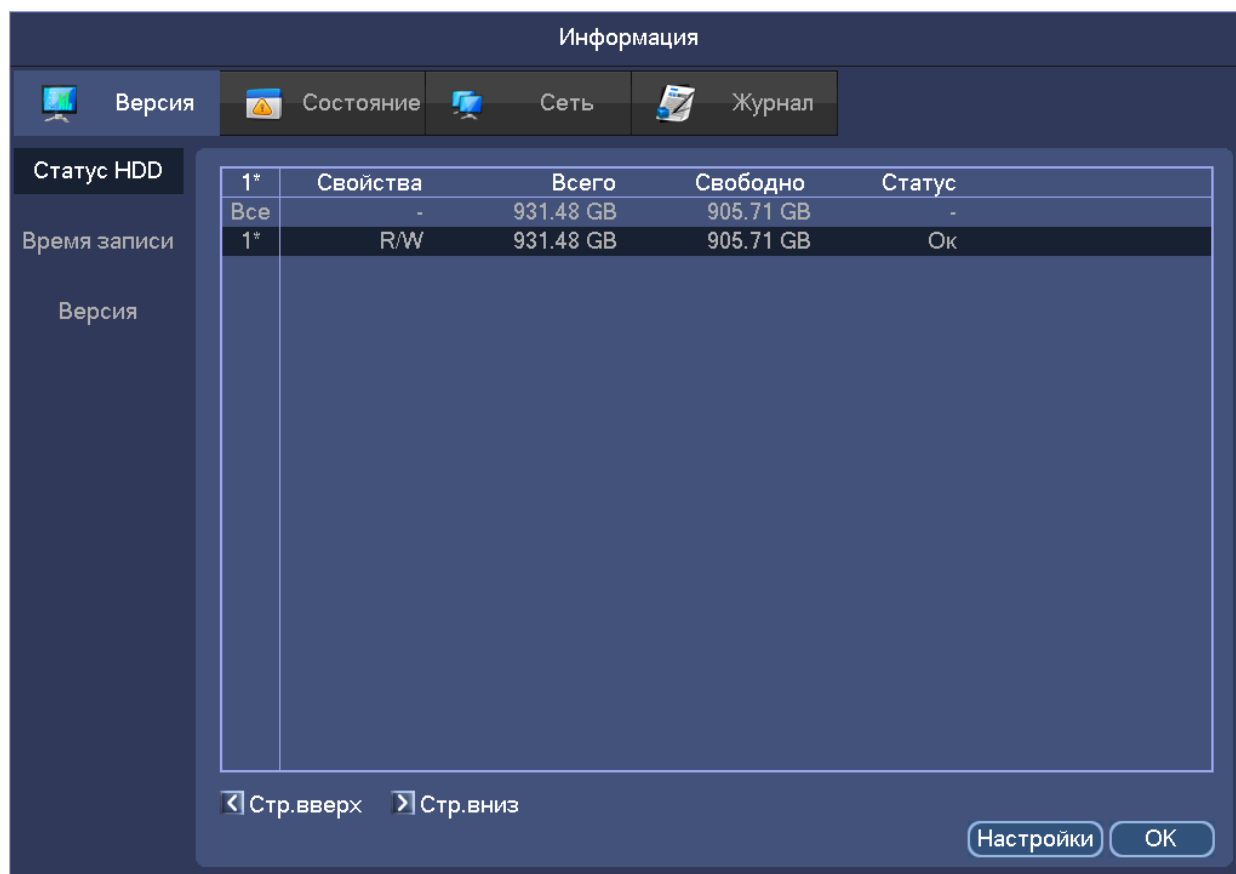 Информация
Версия Состояние Сеть Журнал
Статус HDD
Время записи
Версия
1* Свойства Всего Свободно Статус
Все - 931.48 GB 905.71 GB -
1* R/W 931.48 GB 905.71 GB Ок
Стр.вверх Стр.вниз
Настройки OK